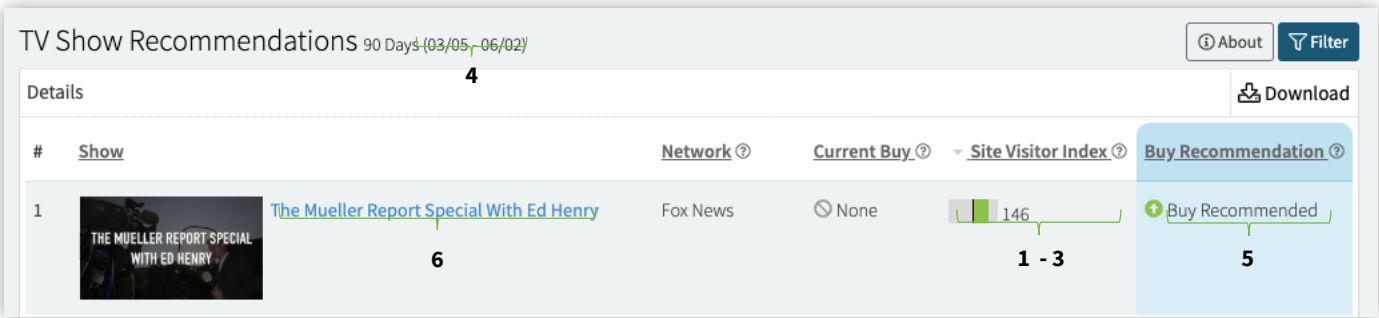 TV Show Recommendations 90 Days (03/05 - 06/02)
About
Filter
4
Details
Download
# Show Network Current Buy Site Visitor Index Buy Recommendation
1 THE MUELLER REPORT SPECIAL
WITH ED HENRY
The Mueller Report Special With Ed Henry Fox News None 146 Buy Recommended
6 1 - 3 5